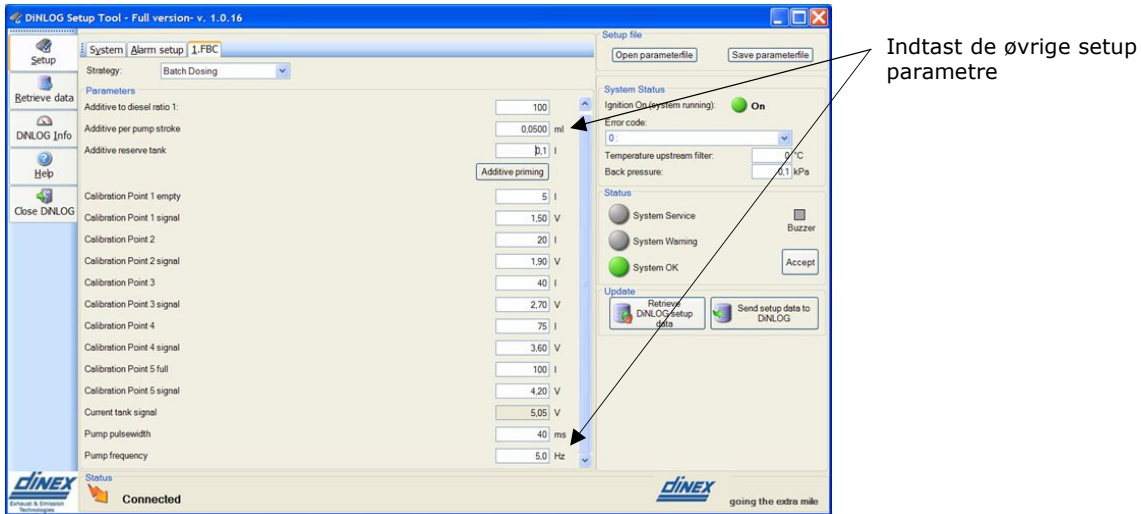 DiNLOG Setup Tool - Full version- v. 1.0.16
Setup
Retrieve data
DiNLOG Info
Help
Close DiNLOG
System
Alarm setup
1.FBC
Strategy: Batch Dosing
Parameters
Additive to diesel ratio 1: 100
Additive per pump stroke 0,0500 ml
Additive reserve tank 0,1 l
Additive priming
Calibration Point 1 empty 5 l
Calibration Point 1 signal 1,50 V
Calibration Point 2 20 l
Calibration Point 2 signal 1,90 V
Calibration Point 3 40 l
Calibration Point 3 signal 2,70 V
Calibration Point 4 75 l
Calibration Point 4 signal 3,60 V
Calibration Point 5 full 100 l
Calibration Point 5 signal 4,20 V
Current tank signal 5,05 V
Pump pulsewidth 40 ms
Pump frequency 5,0 Hz
Setup file
Open parameterfile
Save parameterfile
System Status
Ignition On (system running): On
Error code:
0 :
Temperature upstream filter: 0 °C
Back pressure: 0.1 kPa
Status
System Service
System Warning
System OK
Buzzer
Accept
Update
Retrieve
DiNLOG setup
data
Send setup data to
DiNLOG
Indtast de øvrige setup
parametre
dinex
Exhaust & Emission
Technologies
Status
Connected
dinex
going the extra mile